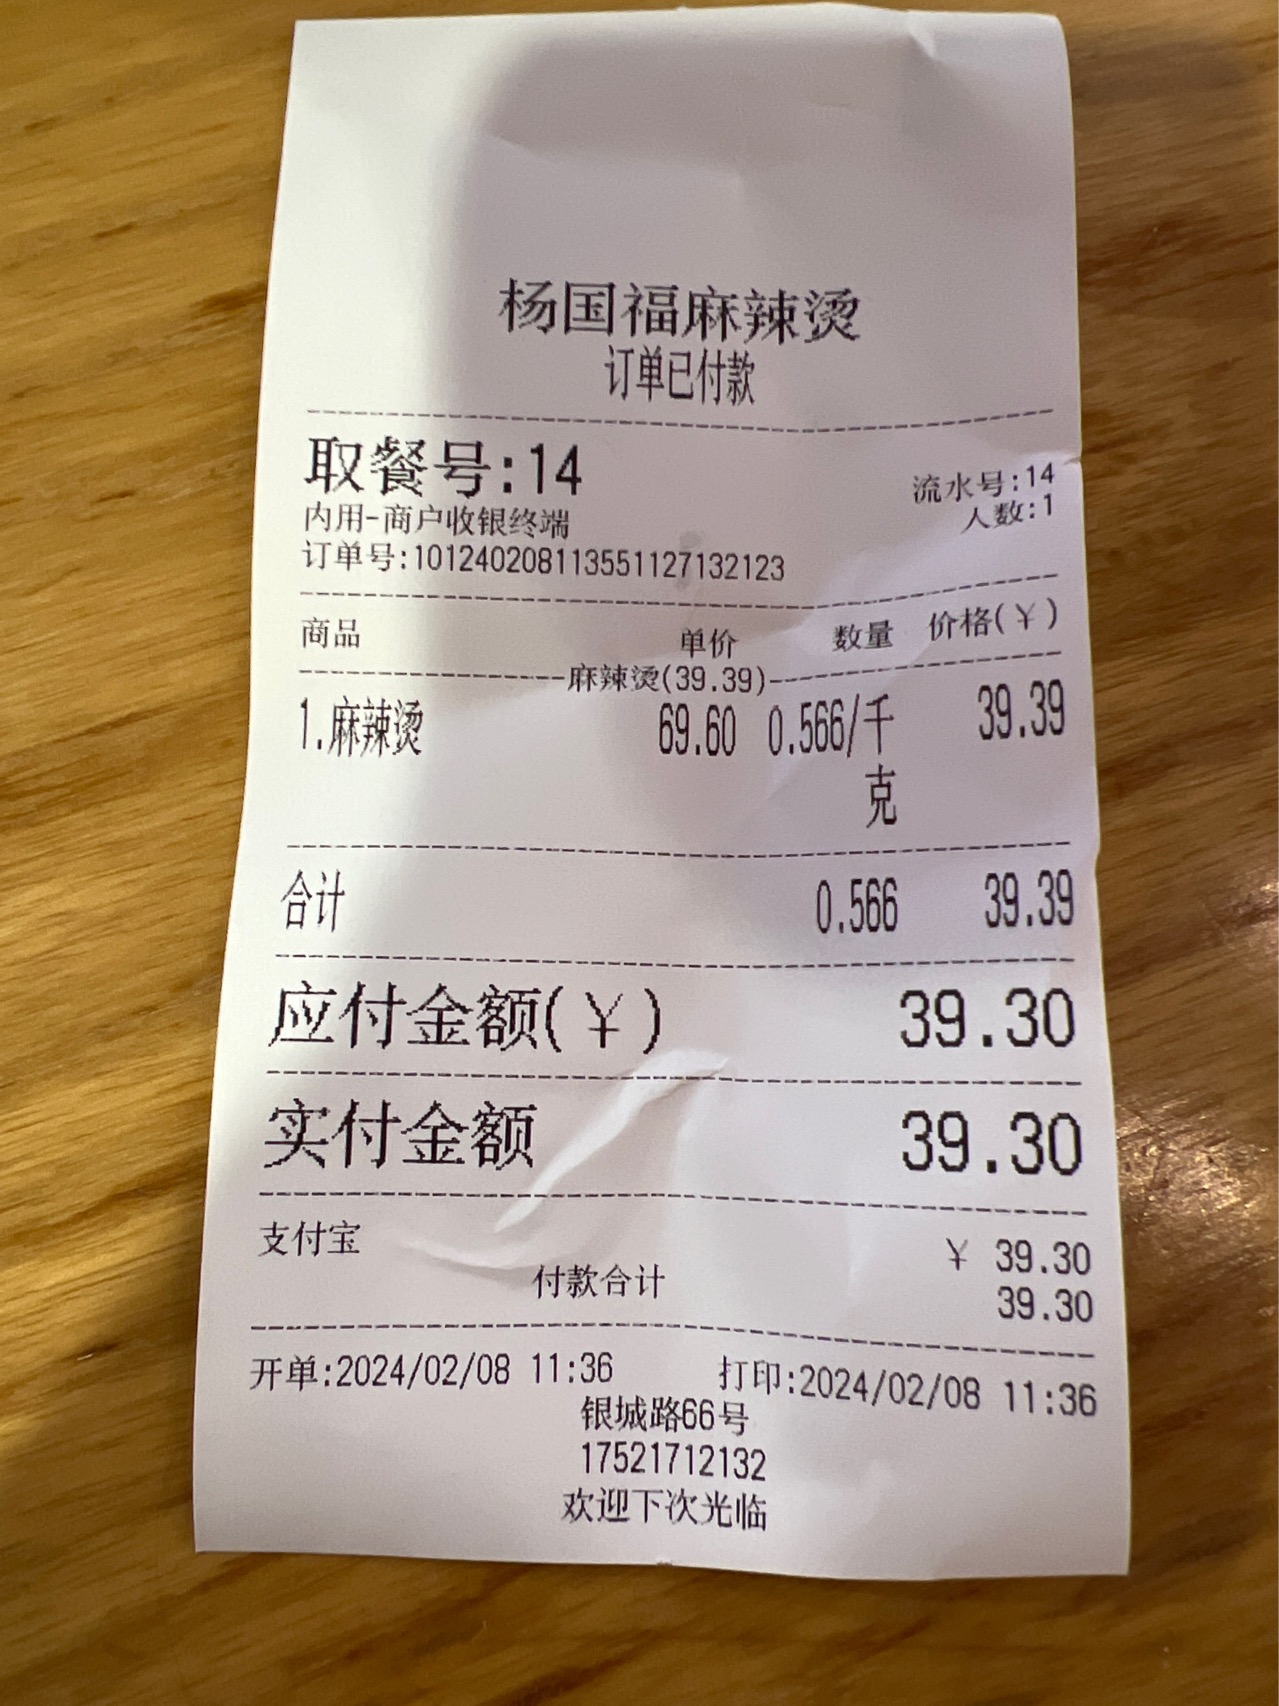 杨国福麻辣烫
订单已付款
取餐号:14
流水号:14
内用-商户收银终端
人数:1
订单号:101240208113551127132123
商品 单价 数量 价格(￥)
麻辣烫(39.39)
1.麻辣烫 69.60 0.566/千 39.39
克
合计 0.566 39.39
应付金额(￥) 39.30
实付金额 39.30
支付宝 ￥ 39.30
付款合计 39.30
开单:2024/02/08 11:36 打印:2024/02/08 11:36
银城路66号
17521712132
欢迎下次光临